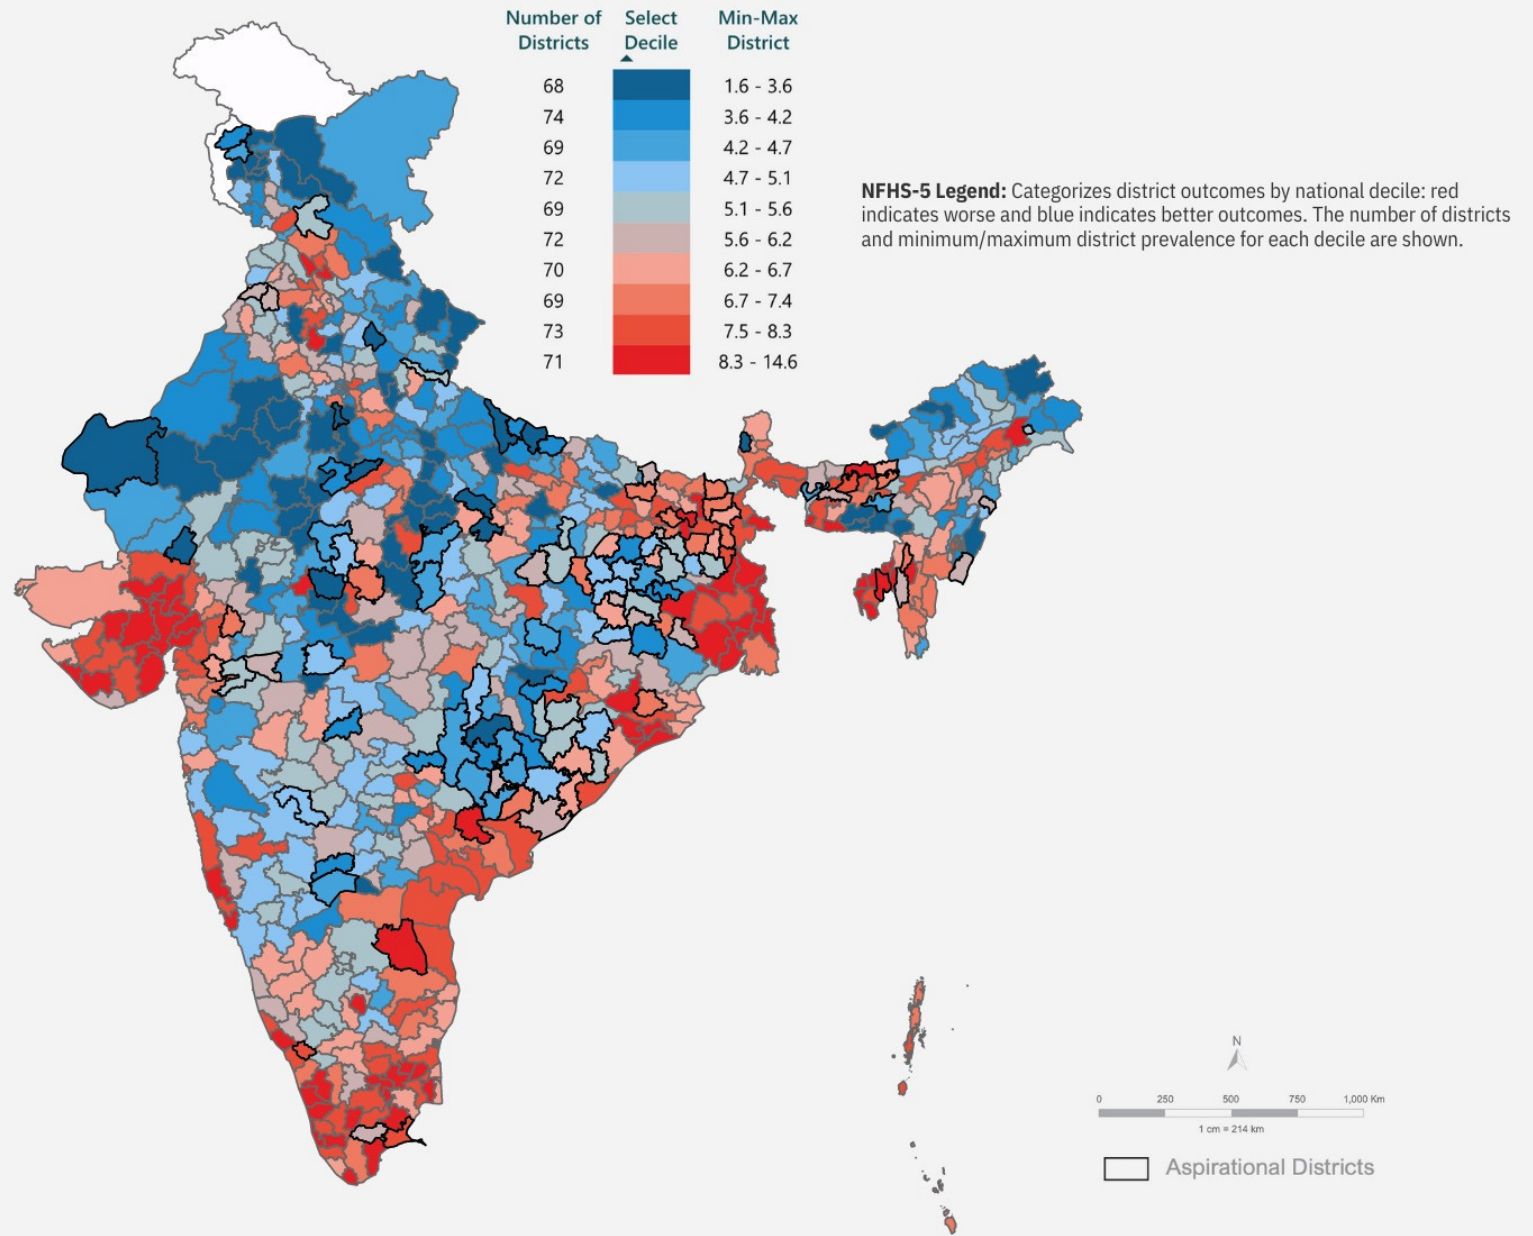 Number of Districts
Select Decile
Min-Max District
68 1.6 - 3.6
74 3.6 - 4.2
69 4.2 - 4.7
72 4.7 - 5.1
69 5.1 - 5.6
72 5.6 - 6.2
70 6.2 - 6.7
69 6.7 - 7.4
73 7.5 - 8.3
71 8.3 - 14.6
NFHS-5 Legend: Categorizes district outcomes by national decile: red
indicates worse and blue indicates better outcomes. The number of districts
and minimum/maximum district prevalence for each decile are shown.
N
0 250 500 750 1,000 Km
1 cm = 214 km
Aspirational Districts